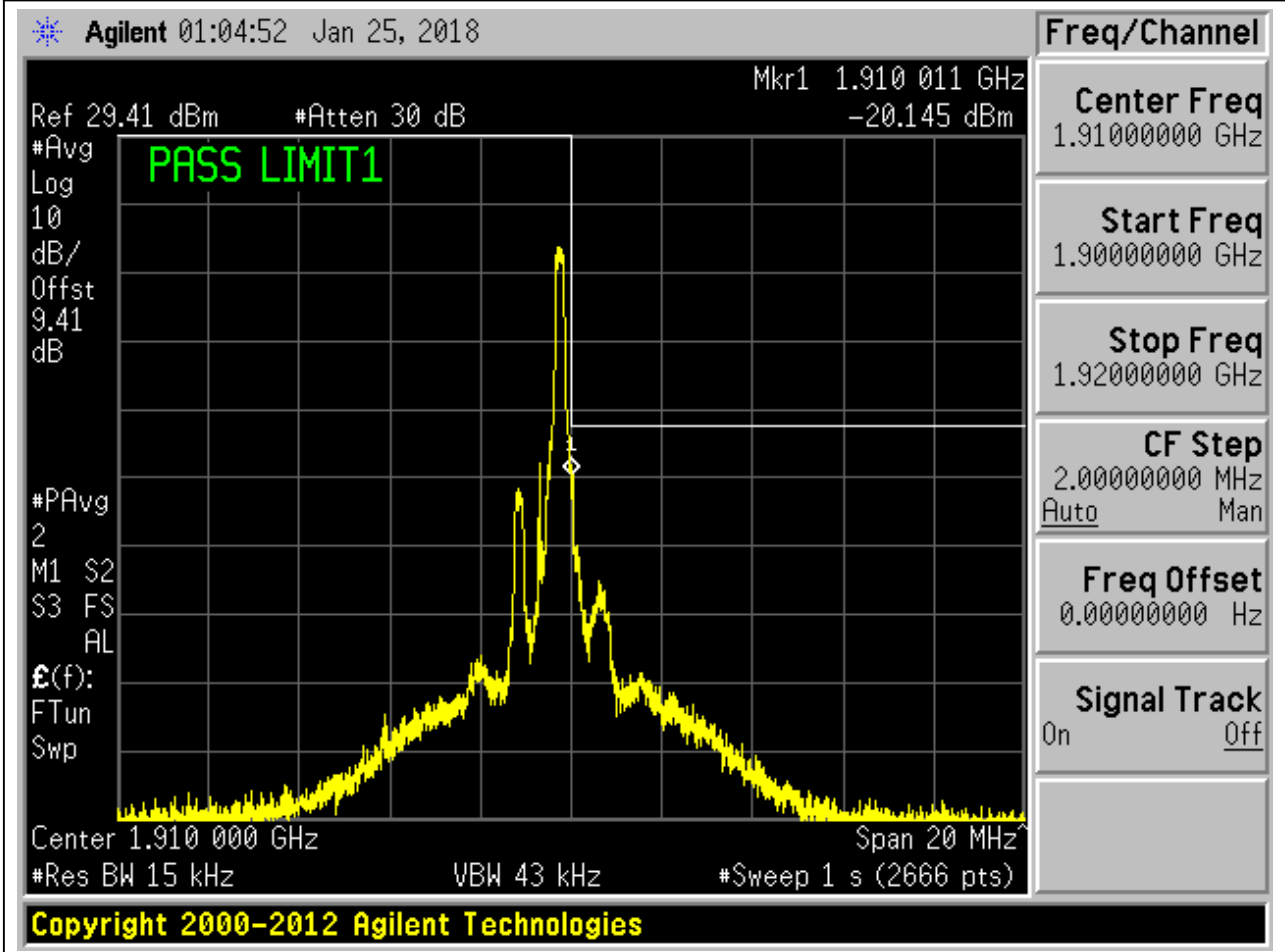 Agilent 01:04:52 Jan 25, 2018
Freq/Channel
Mkr1 1.910 011 GHz
Ref 29.41 dBm #Atten 30 dB -20.145 dBm
#Avg
Log
10
dB/
Offst
9.41
dB
PASS LIMIT1
1
#PAvg
2
M1 S2
S3 FS
AL
£(f):
FTun
Swp
Center 1.910 000 GHz Span 20 MHz^
#Res BW 15 kHz VBW 43 kHz #Sweep 1 s (2666 pts)
Center Freq
1.91000000 GHz
Start Freq
1.90000000 GHz
Stop Freq
1.92000000 GHz
CF Step
2.00000000 MHz
Auto Man
Freq Offset
0.00000000 Hz
Signal Track
On Off
Copyright 2000-2012 Agilent Technologies